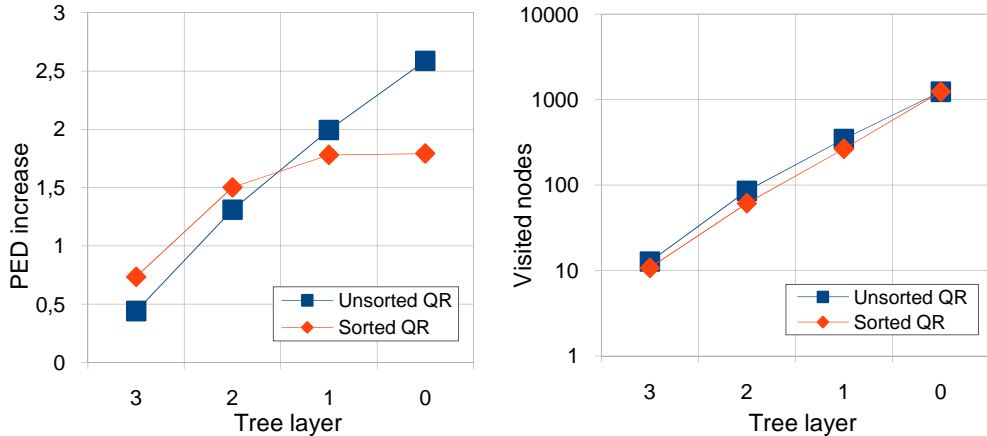 3
2,5
2
1,5
1
0,5
0
PED increase
3 2 1 0
Tree layer
Unsorted QR
Sorted QR
10000
1000
100
10
1
Visited nodes
3 2 1 0
Tree layer
Unsorted QR
Sorted QR